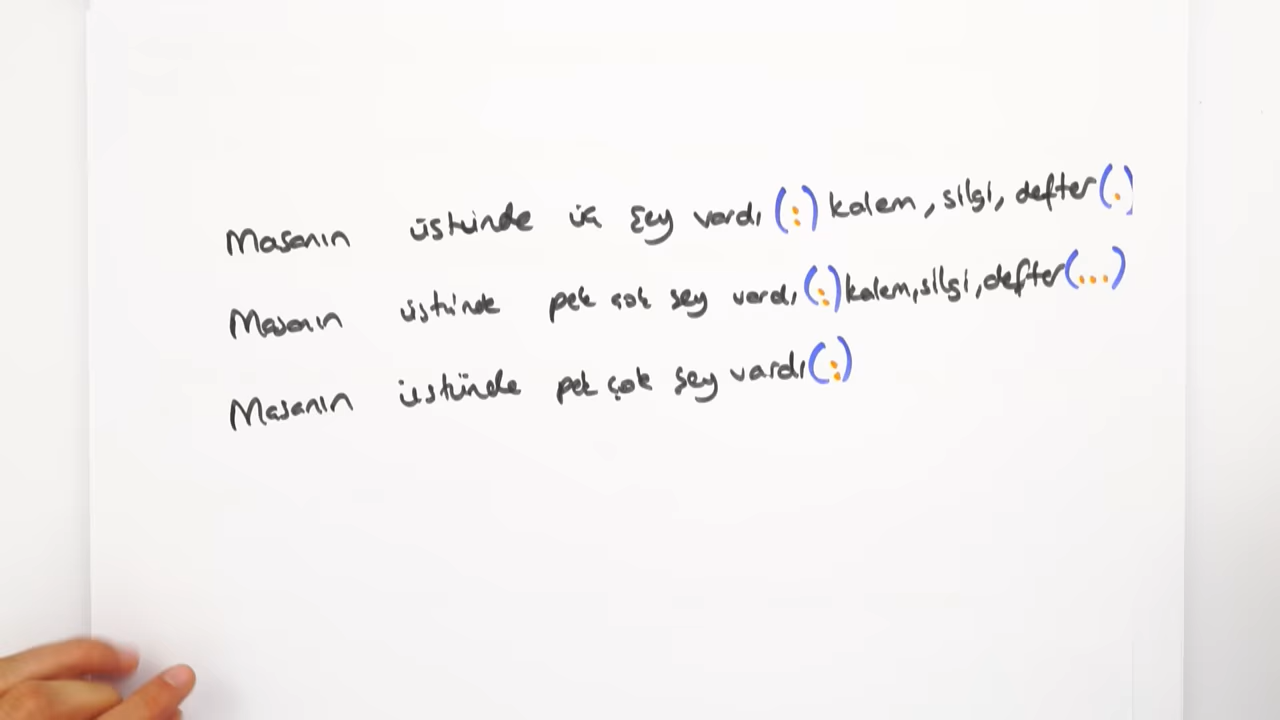 Masanın üstünde üç şey vardı (:) kalem, silgi, defter (.)
Masanın üstünde pek çok şey vardı (:) kalem, silgi, defter (...)
Masanın üstünde pek çok şey vardı (:)